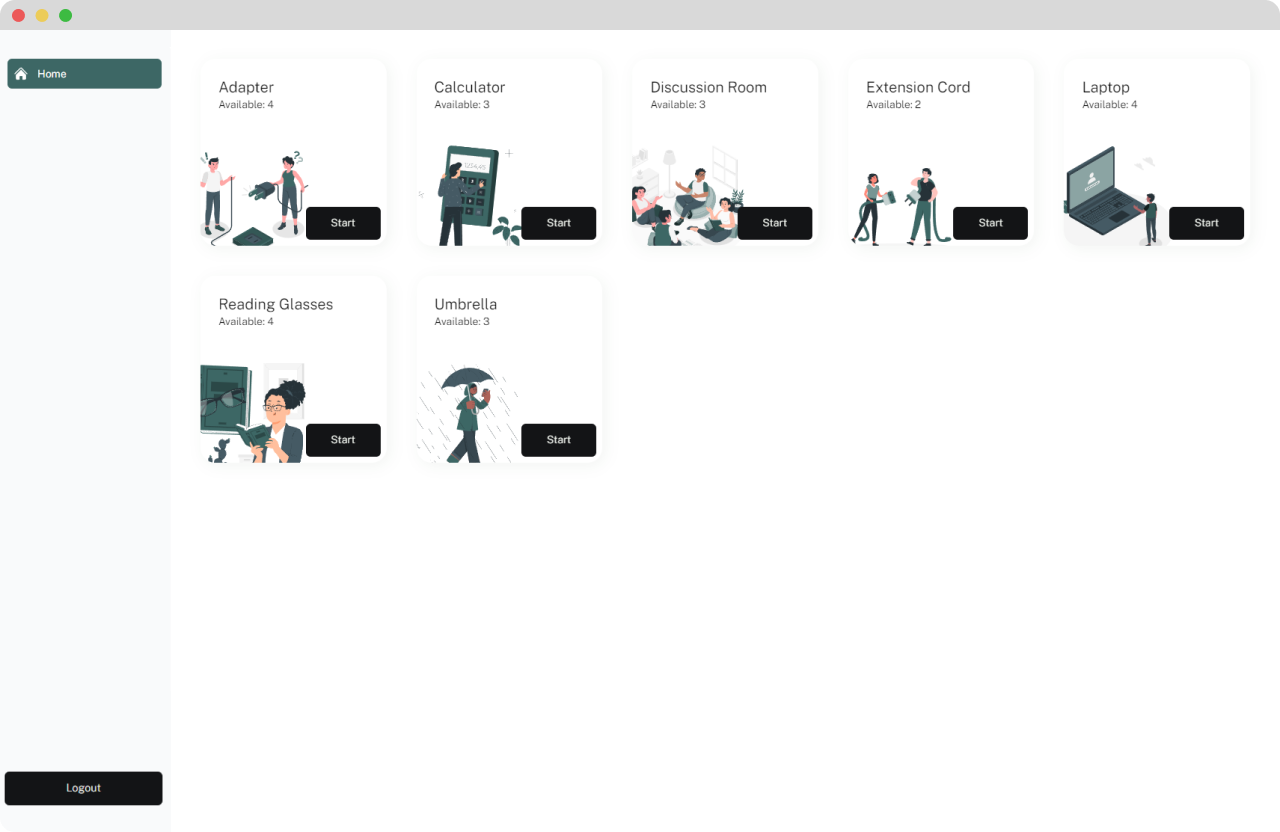 Home
Adapter
Available: 4
Start
Calculator
Available: 3
Start
Discussion Room
Available: 3
Start
Extension Cord
Available: 2
Start
Laptop
Available: 4
Start
Reading Glasses
Available: 4
Start
Umbrella
Available: 3
Start
Logout